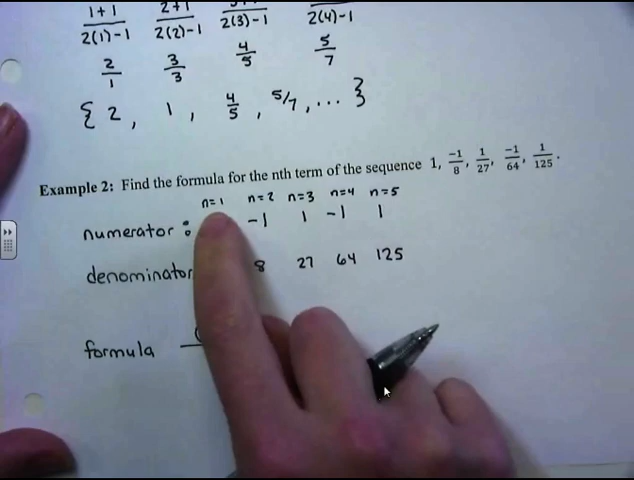 1+1 2+1 3+1
2(1)-1 2(2)-1 2(3)-1 2(4)-1
2/1 3/3 4/5 5/7
{ 2, 1, 4/5, 5/7, ... }
Example 2: Find the formula for the nth term of the sequence 1, -1/8, 1/27, -1/64, 1/125.
n=1 n=2 n=3 n=4 n=5
numerator: -1 1 -1 1
denominator 8 27 64 125
formula (